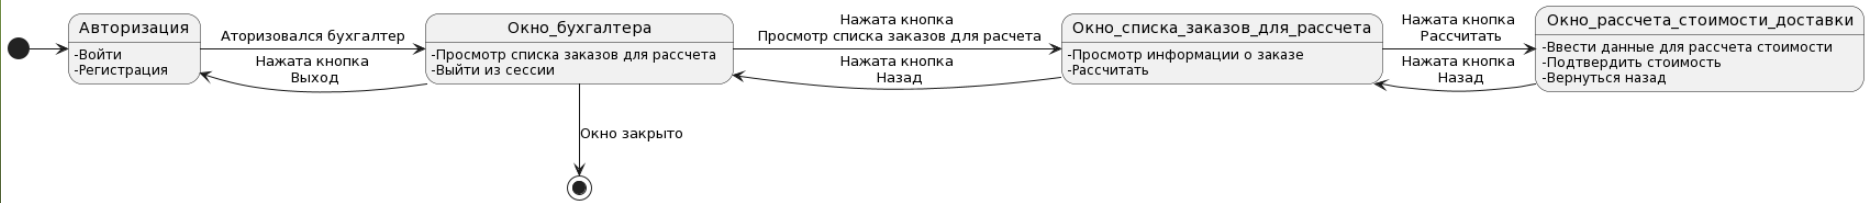 Авторизация
-Войти
-Регистрация
Аторизовался бухгалтер
Нажата кнопка
Выход
Окно_бухгалтера
-Просмотр списка заказов для рассчета
-Выйти из сессии
Окно закрыто
Нажата кнопка
Просмотр списка заказов для расчета
Нажата кнопка
Назад
Окно_списка_заказов_для_рассчета
-Просмотр информации о заказе
-Рассчитать
Нажата кнопка
Рассчитать
Нажата кнопка
Назад
Окно_рассчета_стоимости_доставки
-Ввести данные для рассчета стоимости
-Подтвердить стоимость
-Вернуться назад